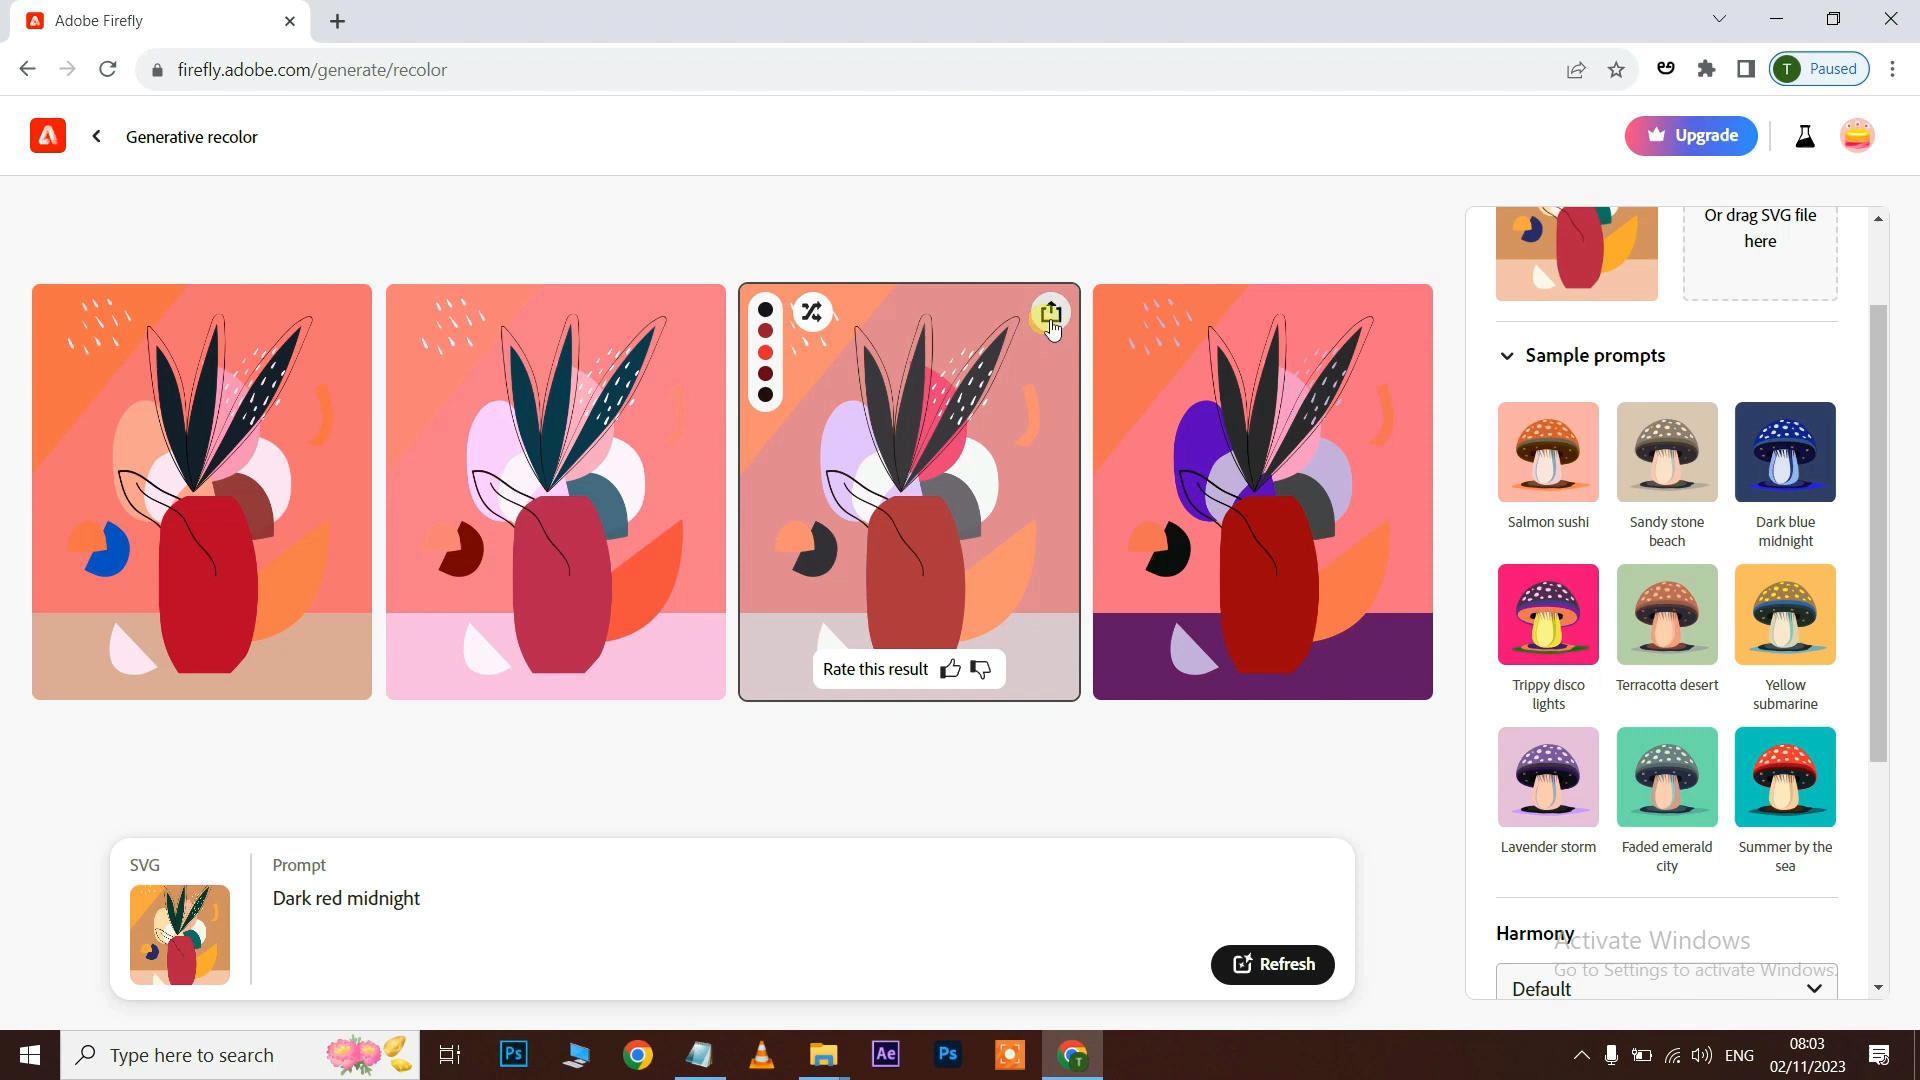 Adobe Firefly
firefly.adobe.com/generate/recolor
T
Paused
Generative recolor
Upgrade
Or drag SVG file
here
Sample prompts
Salmon sushi
Sandy stone
beach
Dark blue
midnight
Trippy disco
lights
Terracotta desert
Yellow
submarine
Lavender storm
Faded emerald
city
Summer by the
sea
Harmony
Default
Rate this result
SVG
Prompt
Dark red midnight
Refresh
Activate Windows
Go to Settings to activate Windows.
Type here to search
Ps
Ae
Ps
T
ENG
08:03
02/11/2023